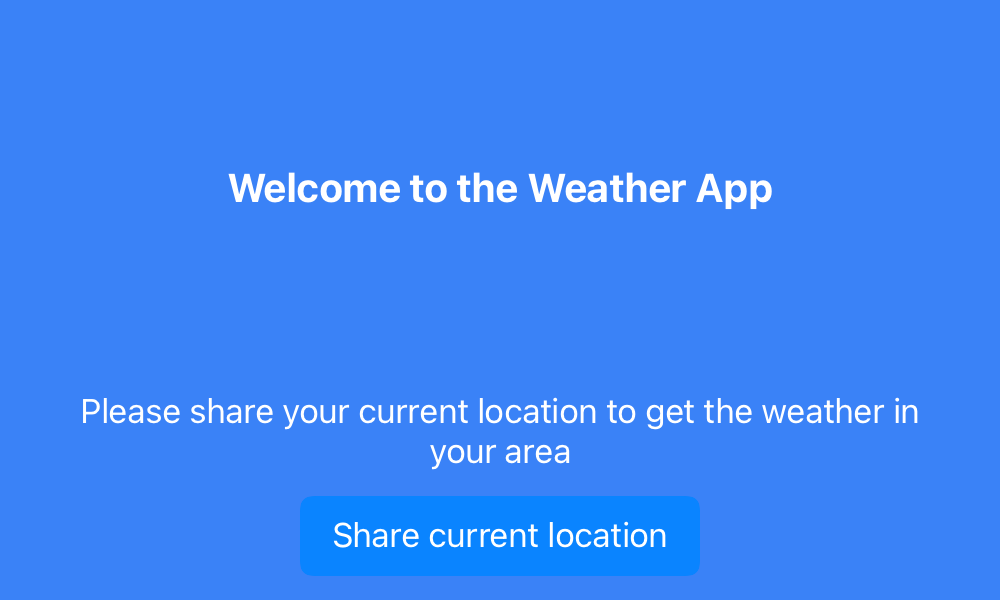 Welcome to the Weather App
Please share your current location to get the weather in
your area
Share current location